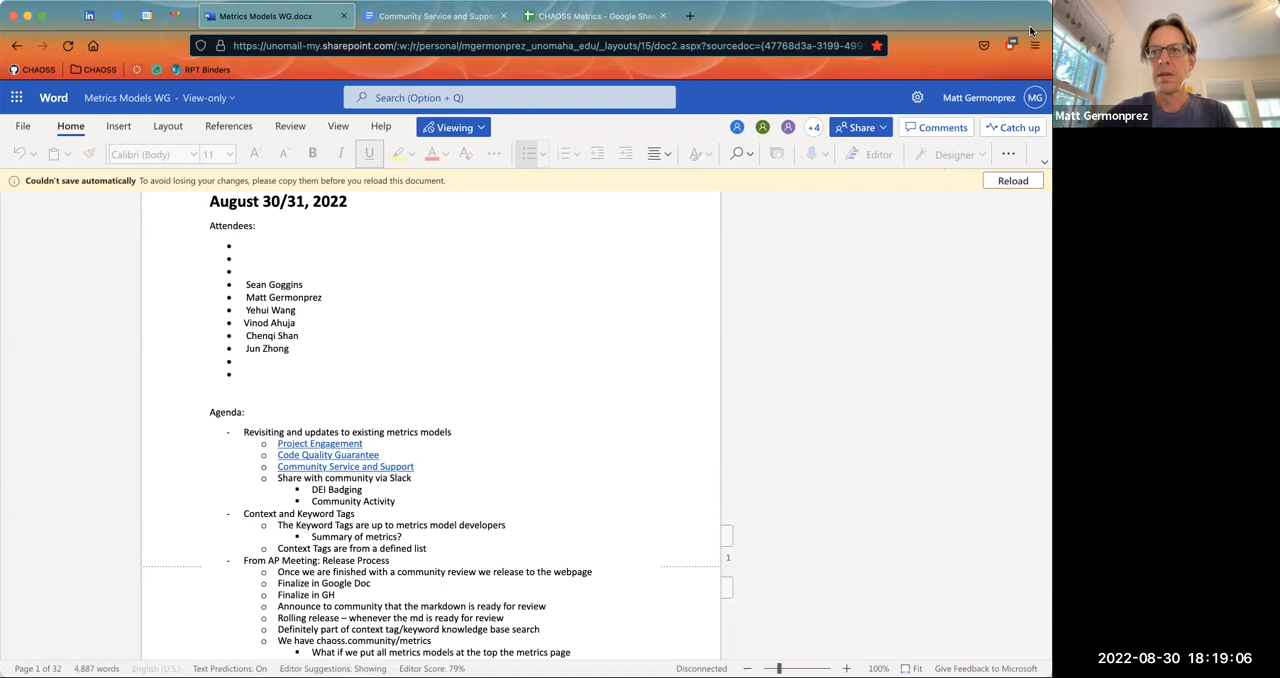 Metrics Models WG.docx
Community Service and Suppor
CHAOSS Metrics - Google She
https://unomail-my.sharepoint.com/:w:/r/personal/mgermonprez_unomaha_edu/_layouts/15/doc2.aspx?sourcedoc={47768d3a-3199-499
CHAOSS
CHAOSS
RPT Binders
Matt Germonprez
Word
Metrics Models WG - View-only
Search (Option + Q)
Matt Germonprez
MG
File
Home
Insert
Layout
References
Review
View
Help
Viewing
+4
Share
Comments
Catch up
Calibri (Body)
11
Editor
Designer
Couldn't save automatically To avoid losing your changes, please copy them before you reload this document.
Reload
August 30/31, 2022
Attendees:
Sean Goggins
Matt Germonprez
Yehui Wang
Vinod Ahuja
Chenqi Shan
Jun Zhong
Agenda:
- Revisiting and updates to existing metrics models
o Project Engagement
o Code Quality Guarantee
o Community Service and Support
o Share with community via Slack
▪ DEI Badging
▪ Community Activity
- Context and Keyword Tags
o The Keyword Tags are up to metrics model developers
▪ Summary of metrics?
o Context Tags are from a defined list
- From AP Meeting: Release Process
o Once we are finished with a community review we release to the webpage
o Finalize in Google Doc
o Finalize in GH
o Announce to community that the markdown is ready for review
o Rolling release – whenever the md is ready for review
o Definitely part of context tag/keyword knowledge base search
o We have chaoss.community/metrics
▪ What if we put all metrics models at the top the metrics page
1
Page 1 of 32
4,887 words
English (U.S.)
Text Predictions: On
Editor Suggestions: Showing
Editor Score: 79%
Disconnected
100%
Fit
Give Feedback to Microsoft
2022-08-30 18:19:06